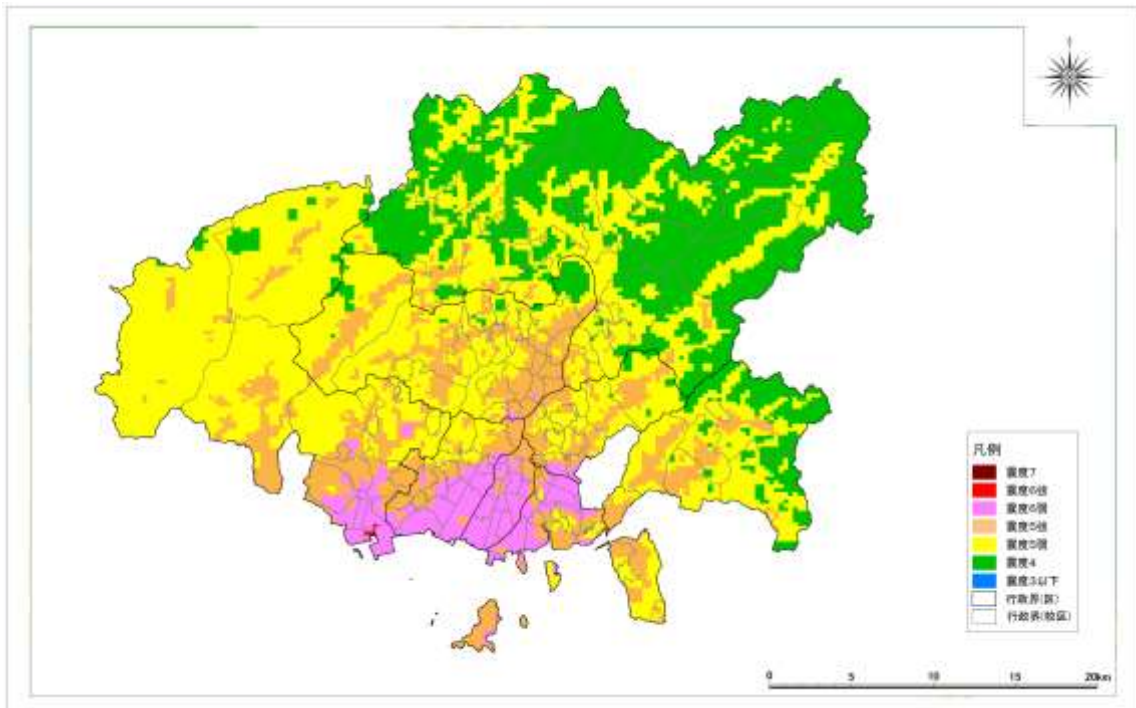 凡例
震度7
震度6強
震度6弱
震度5強
震度5弱
震度4
震度3以下
行政界(区)
行政界(校区)
0 5 10 15 20km